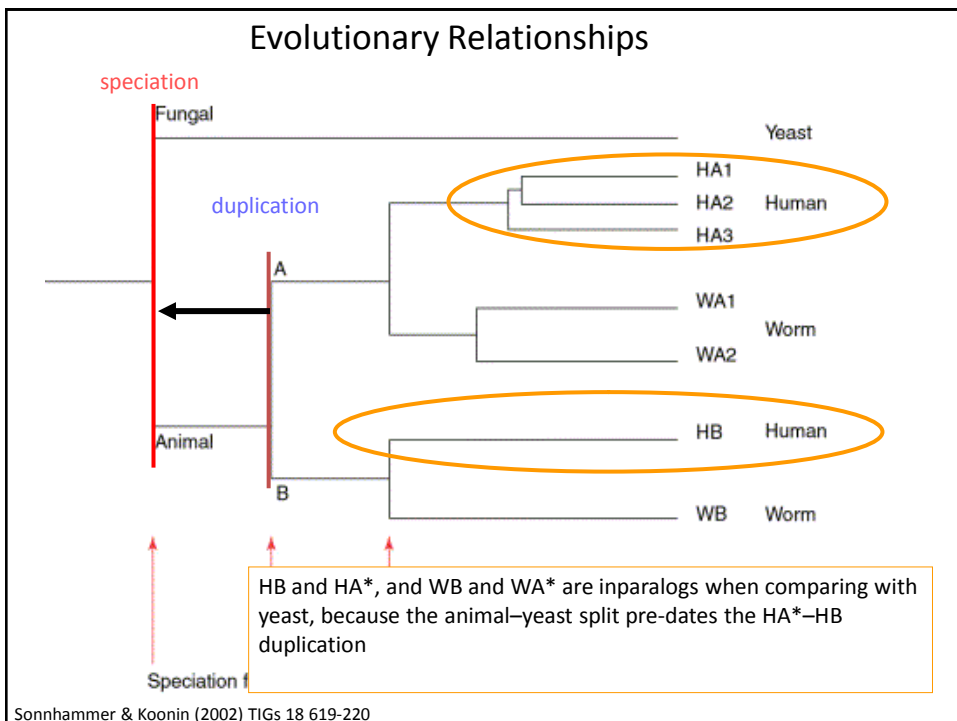 Evolutionary Relationships
speciation
Fungal
Yeast
HA1
duplication
HA2 Human
HA3
A
WA1
Worm
WA2
Animal
HB Human
B
WB Worm
HB and HA*, and WB and WA* are inparalogs when comparing with
yeast, because the animal–yeast split pre-dates the HA*–HB
duplication
Speciation
Sonnhammer & Koonin (2002) TIGs 18 619-220